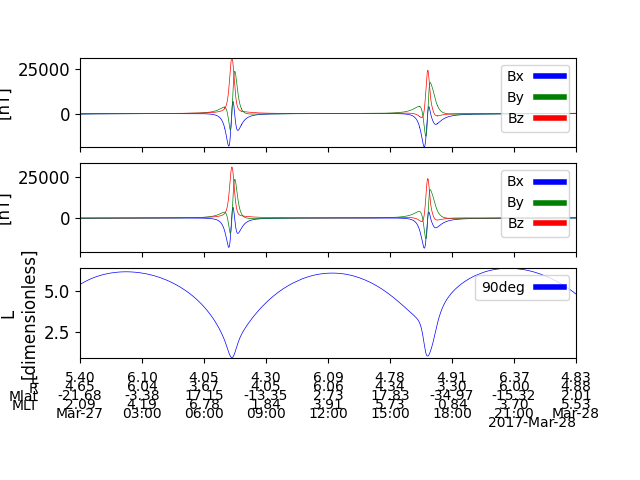 25000
0
[nT]
Bx
By
Bz
25000
0
[nT]
Bx
By
Bz
5.0
2.5
L
[dimensionless]
90deg
5.40 6.10 4.05 4.30 6.09 4.78 4.91 6.37 4.83
R 4.65 6.04 3.67 4.05 6.06 4.34 3.30 6.00 4.88
Mlat -21.68 -3.38 17.15 -13.35 2.73 17.83 -34.97 -15.32 2.01
MLT 2.09 4.19 6.78 1.84 3.91 5.73 0.84 3.70 5.53
Mar-27 03:00 06:00 09:00 12:00 15:00 18:00 21:00 Mar-28
2017-Mar-28